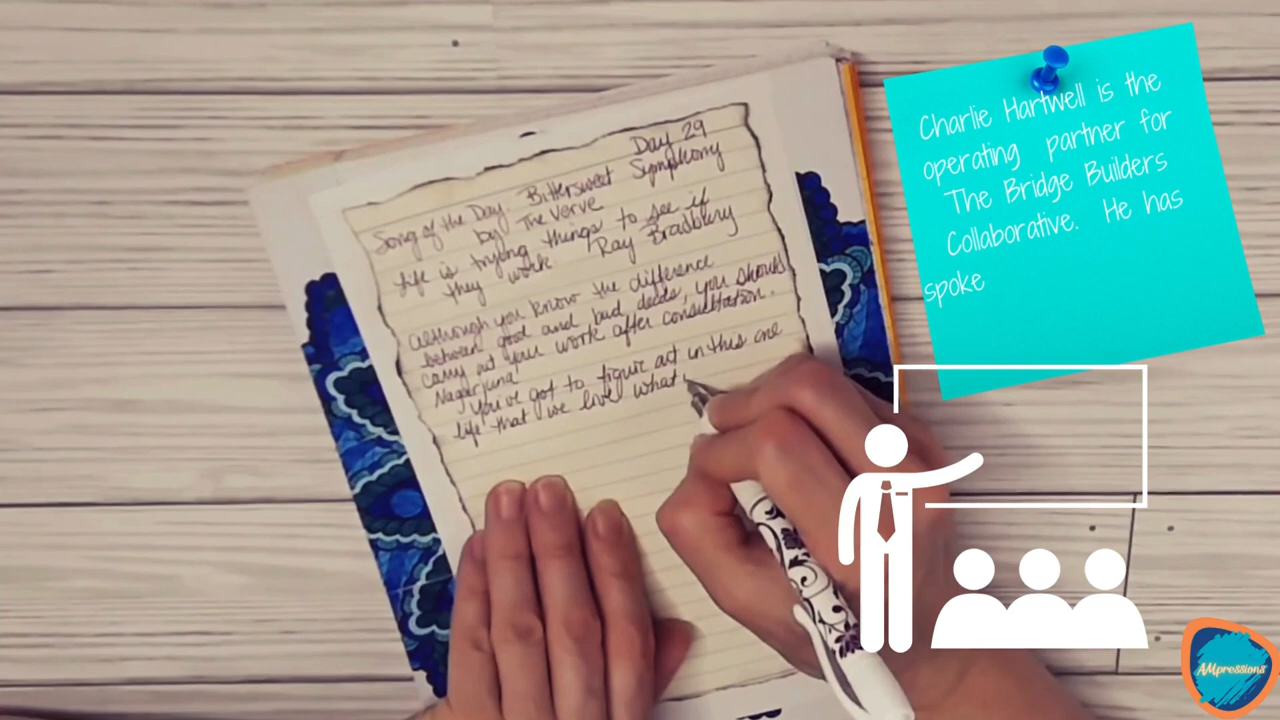 Day 29
Song of the Day. Bittersweet Symphony
by The Verve
Life is trying things to see if
they work Ray Bradbury
Although you know the difference
between good and bad deeds, you should
carry out your work after consultation.
Nagarjuna
You've got to figure out in this one
life that we live, what
Charlie Hartwell is the
operating partner for
The Bridge Builders
Collaborative. He has
spoke
AMpressions